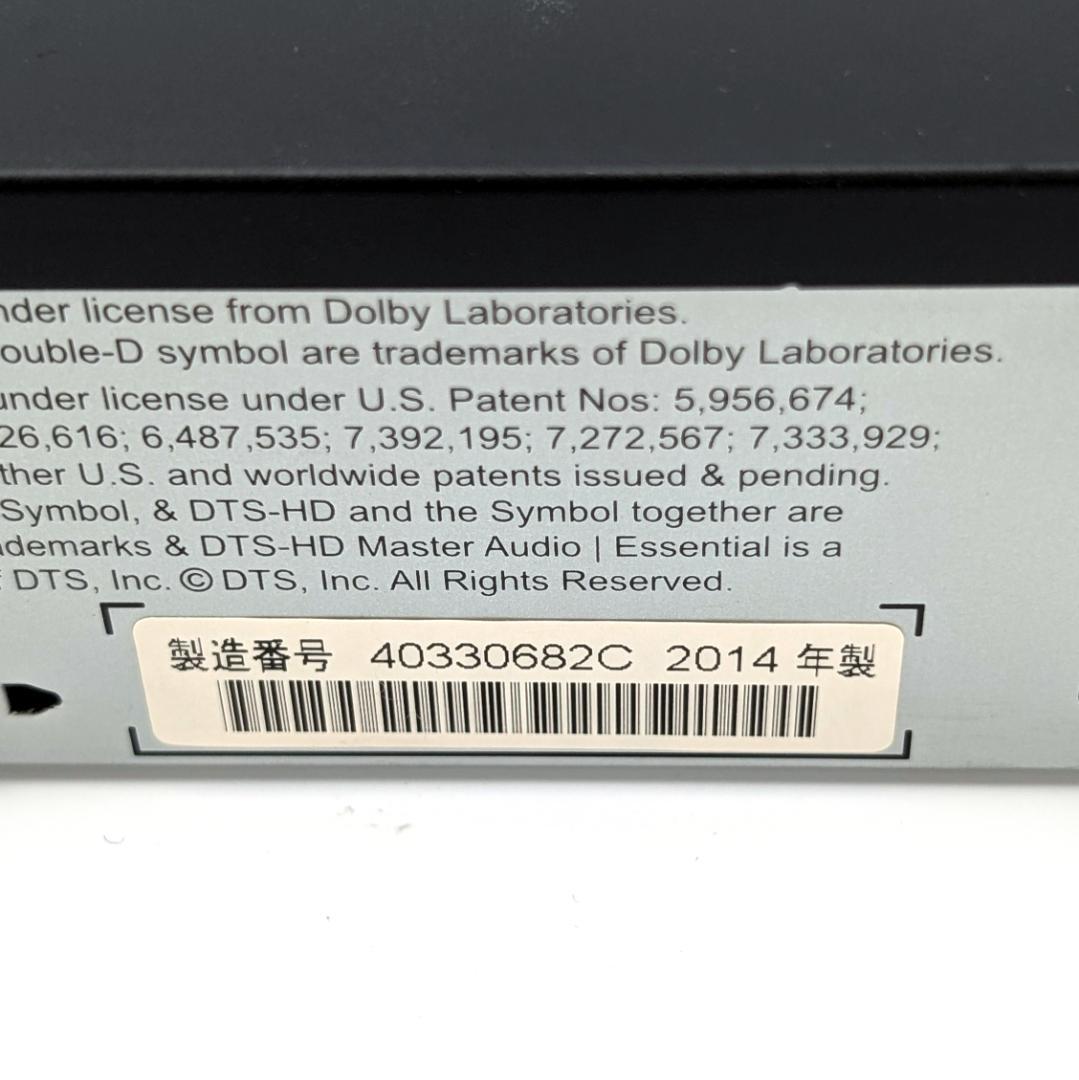 nder license from Dolby Laboratories.
ouble-D symbol are trademarks of Dolby Laboratories.
under license under U.S. Patent Nos: 5,956,674;
26,616; 6,487,535; 7,392,195; 7,272,567; 7,333,929;
ther U.S. and worldwide patents issued & pending.
Symbol, & DTS-HD and the Symbol together are
demarks & DTS-HD Master Audio | Essential is a
f DTS, Inc. © DTS, Inc. All Rights Reserved.
製造番号 40330682C 2014 年製